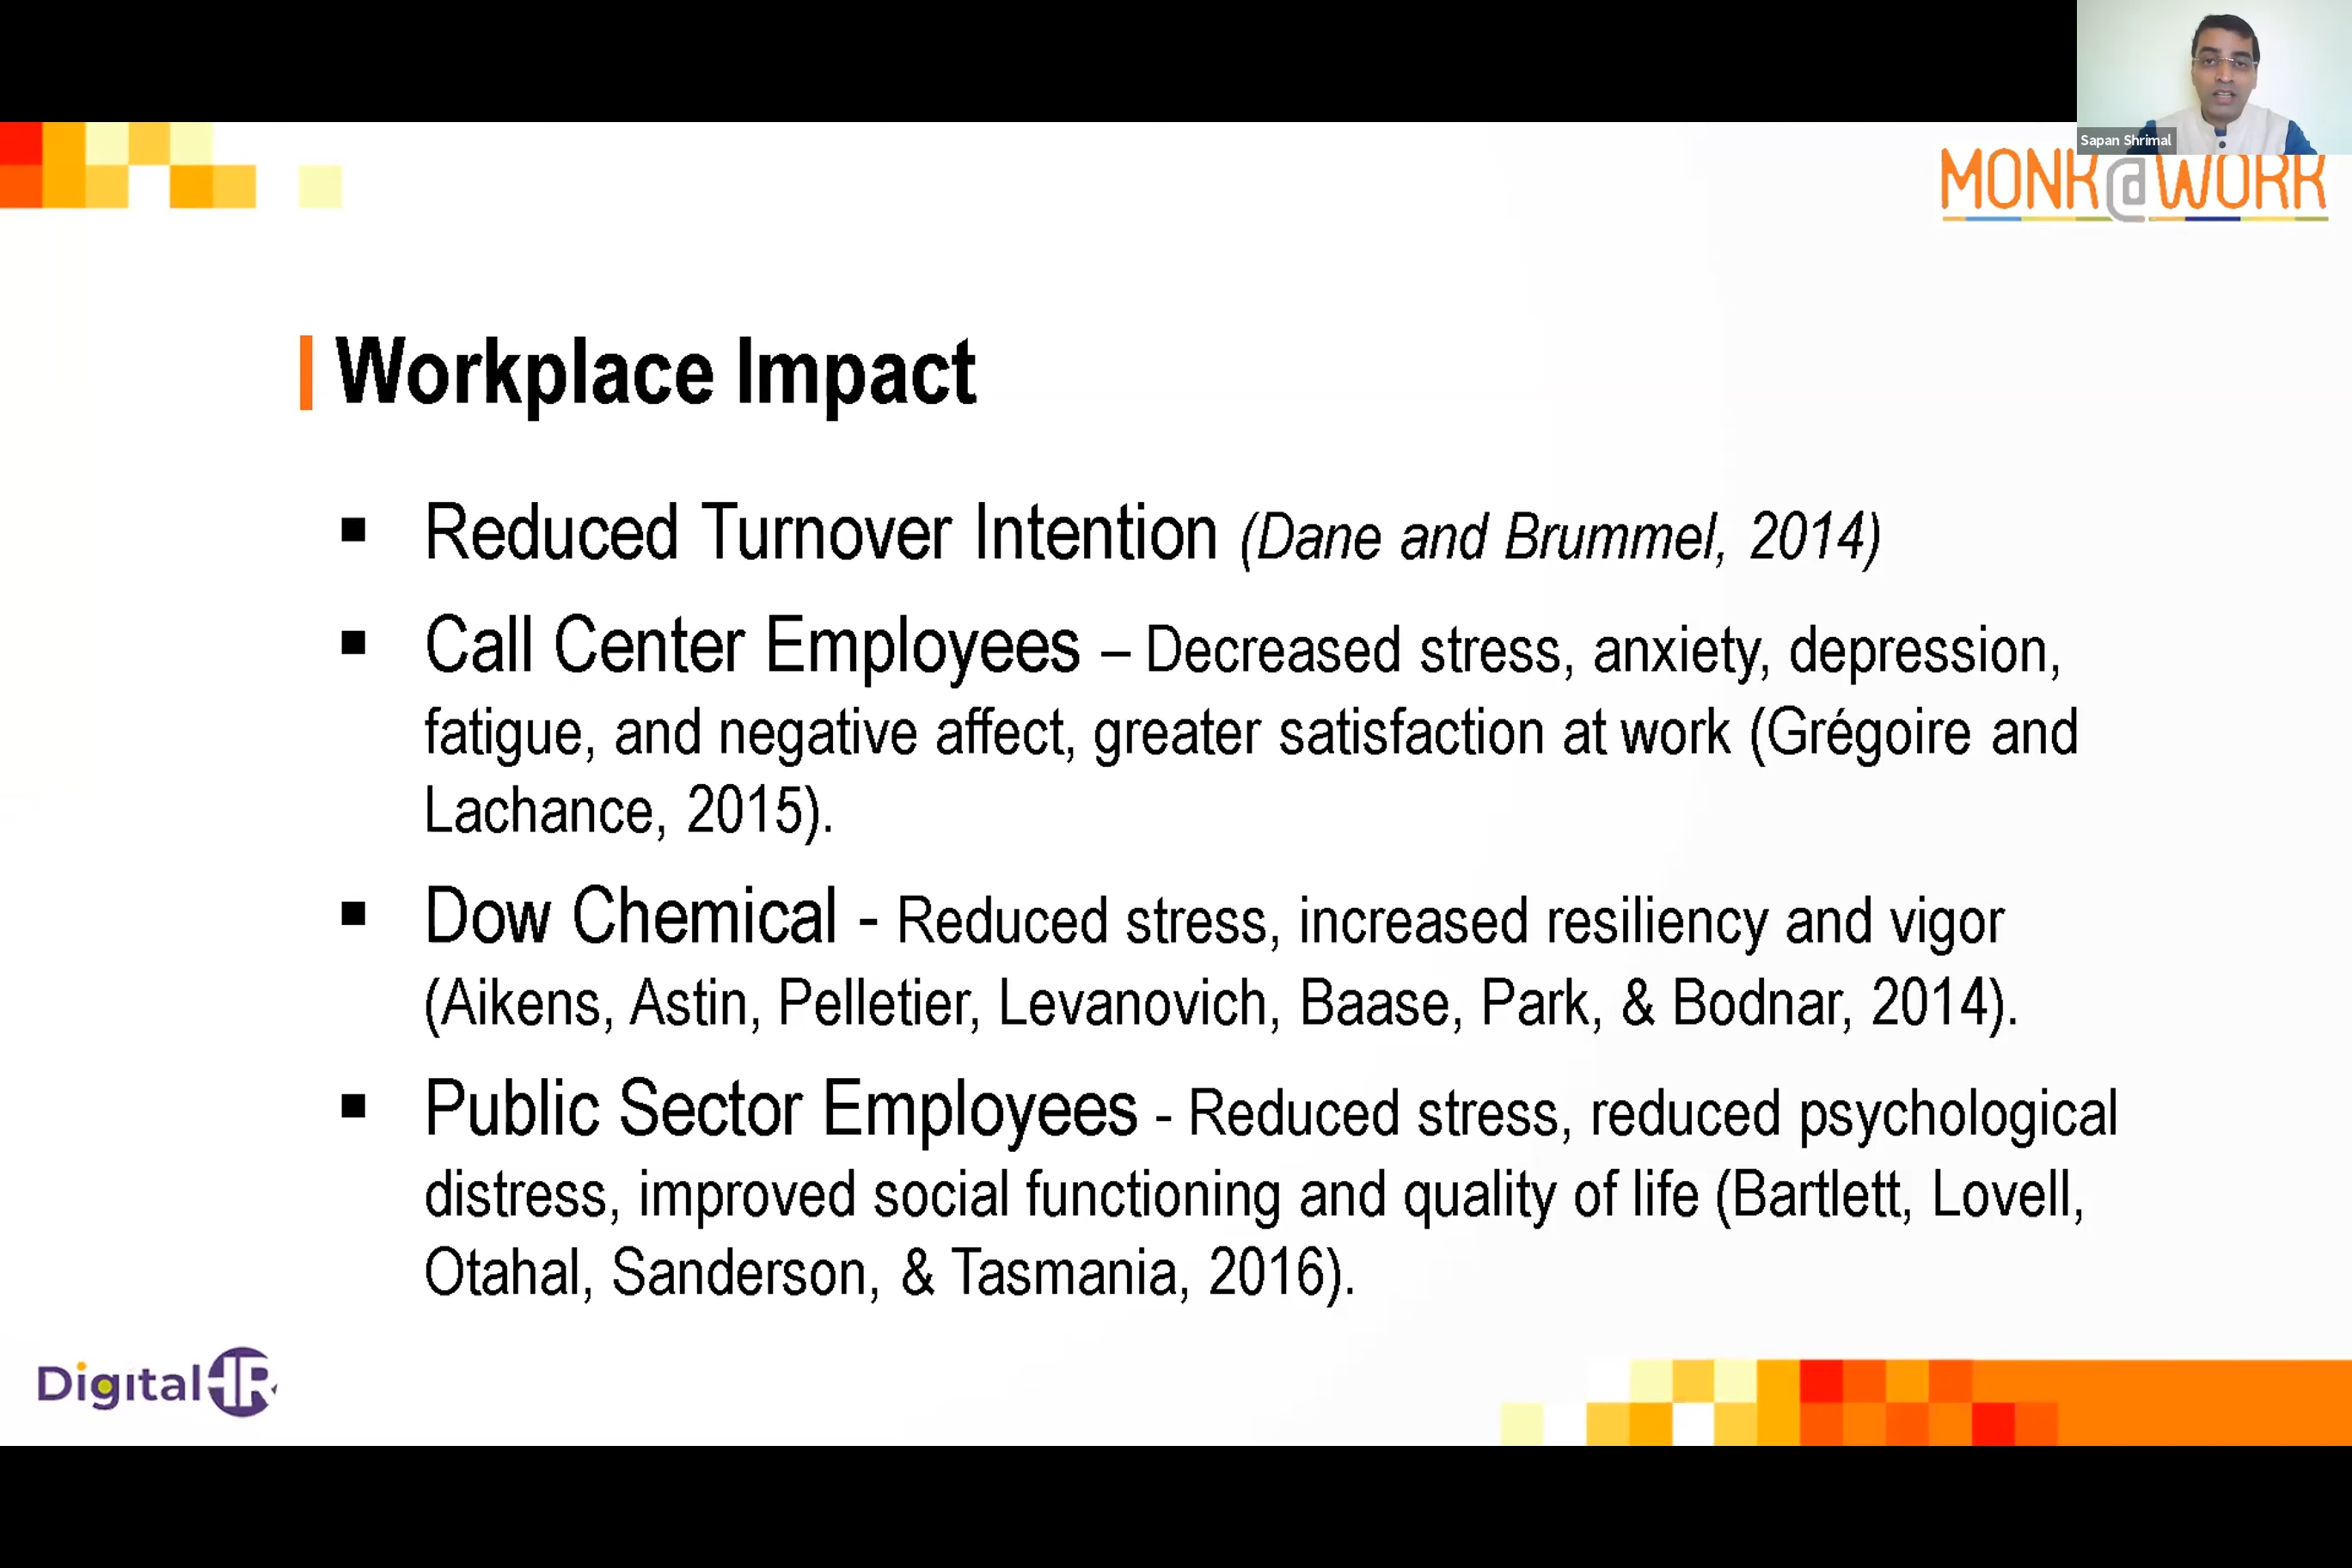 Sapan Shrimal
MONK@WORK
Workplace Impact
▪ Reduced Turnover Intention (Dane and Brummel, 2014)
▪ Call Center Employees – Decreased stress, anxiety, depression,
fatigue, and negative affect, greater satisfaction at work (Grégoire and
Lachance, 2015).
▪ Dow Chemical - Reduced stress, increased resiliency and vigor
(Aikens, Astin, Pelletier, Levanovich, Baase, Park, & Bodnar, 2014).
▪ Public Sector Employees - Reduced stress, reduced psychological
distress, improved social functioning and quality of life (Bartlett, Lovell,
Otahal, Sanderson, & Tasmania, 2016).
Digital HR